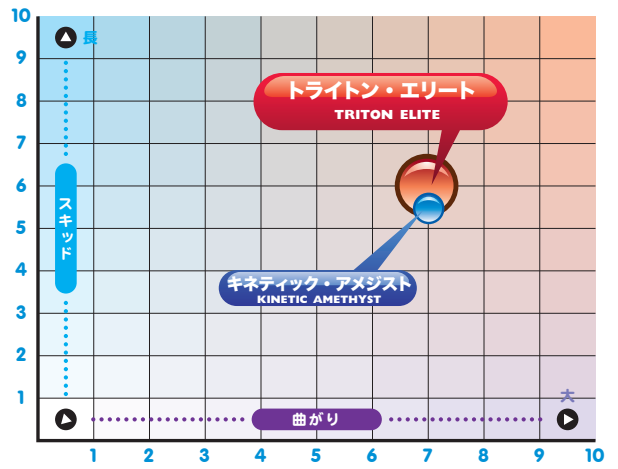 10
9
8
7
6
5
4
3
2
1
長
スキッド
トライトン・エリート
TRITON ELITE
キネティック・アメジスト
KINETIC AMETHYST
大
曲がり
1 2 3 4 5 6 7 8 9 10